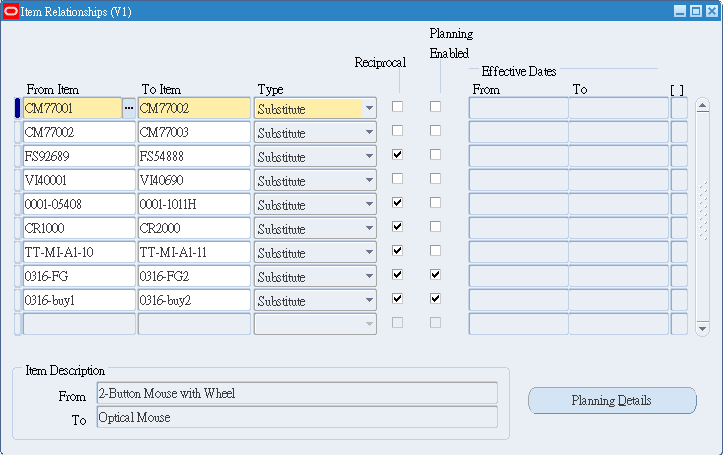 Item Relationships (V1)
Planning
Reciprocal Enabled
Effective Dates
From Item To Item Type From To [ ]
CM77001 ... CM77002 Substitute
CM77002 CM77003 Substitute
FS92689 FS54888 Substitute
VI40001 VI40690 Substitute
0001-05408 0001-1011H Substitute
CR1000 CR2000 Substitute
TT-MI-A1-10 TT-MI-A1-11 Substitute
0316-FG 0316-FG2 Substitute
0316-buy1 0316-buy2 Substitute
Item Description
From 2-Button Mouse with Wheel
To Optical Mouse
Planning Details